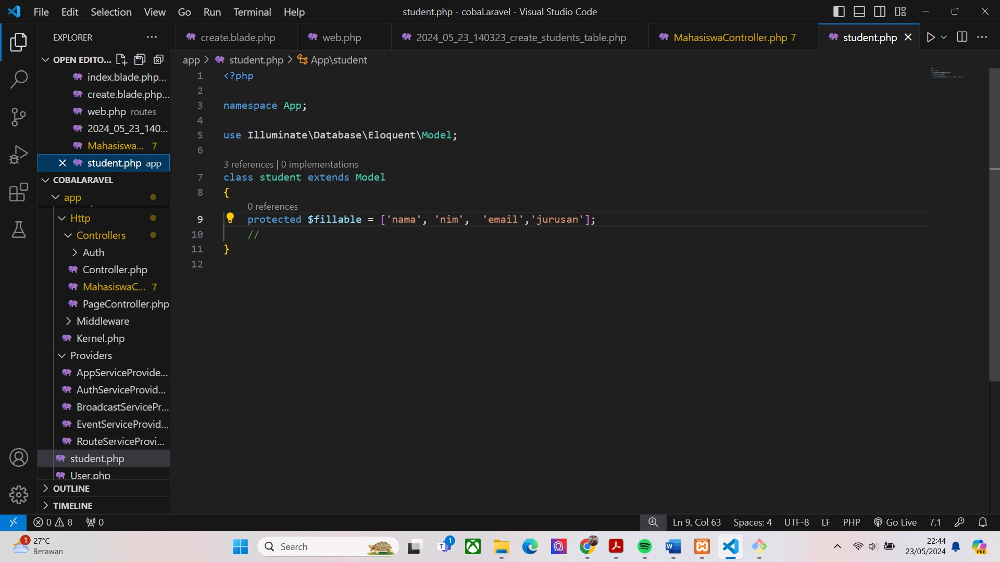 File Edit Selection View Go Run Terminal Help
student.php - cobaLaravel - Visual Studio Code
EXPLORER
create.blade.php
web.php
2024_05_23_140323_create_students_table.php
MahasiswaController.php 7
student.php
OPEN EDITO...
index.blade.php...
create.blade.php...
web.php routes
2024_05_23_140...
Mahasiswa... 7
student.php app
COBALARAVEL
app
Http
Controllers
Auth
Controller.php
MahasiswaC... 7
PageController.php
Middleware
Kernel.php
Providers
AppServiceProvide...
AuthServiceProvid...
BroadcastServicePr...
EventServiceProvid...
RouteServiceProvi...
student.php
User.php
OUTLINE
TIMELINE
app > student.php > App\student
1 <?php
2
3 namespace App;
4
5 use Illuminate\Database\Eloquent\Model;
6
3 references | 0 implementations
7 class student extends Model
8 {
0 references
9 protected $fillable = ['nama', 'nim',  'email','jurusan'];
10 //
11 }
12
0 8 0
Ln 9, Col 63 Spaces: 4 UTF-8 LF PHP Go Live 7.1
1 27°C
Berawan
Search
1
22:44
23/05/2024
PRE